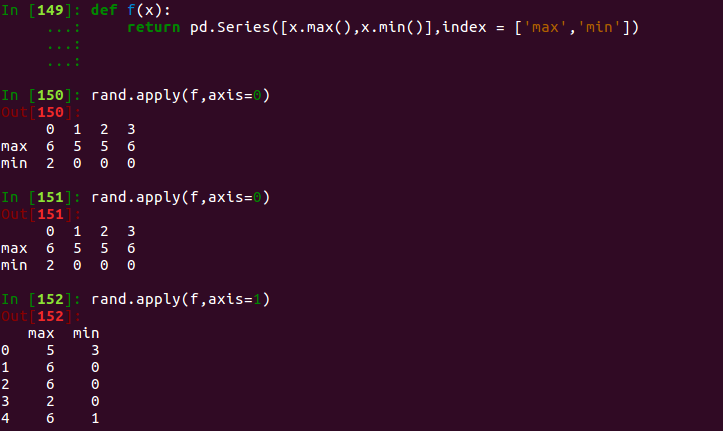 In [149]: def f(x):
     ...:     return pd.Series([x.max(),x.min()],index = ['max','min'])
     ...:
     ...:
In [150]: rand.apply(f,axis=0)
Out[150]:
     0  1  2  3
max  6  5  5  6
min  2  0  0  0
In [151]: rand.apply(f,axis=0)
Out[151]:
     0  1  2  3
max  6  5  5  6
min  2  0  0  0
In [152]: rand.apply(f,axis=1)
Out[152]:
   max  min
0    5    3
1    6    0
2    6    0
3    2    0
4    6    1